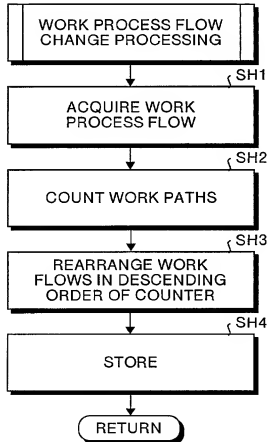 WORK PROCESS FLOW
CHANGE PROCESSING
SH1
ACQUIRE WORK
PROCESS FLOW
SH2
COUNT WORK PATHS
SH3
REARRANGE WORK
FLOWS IN DESCENDING
ORDER OF COUNTER
SH4
STORE
RETURN